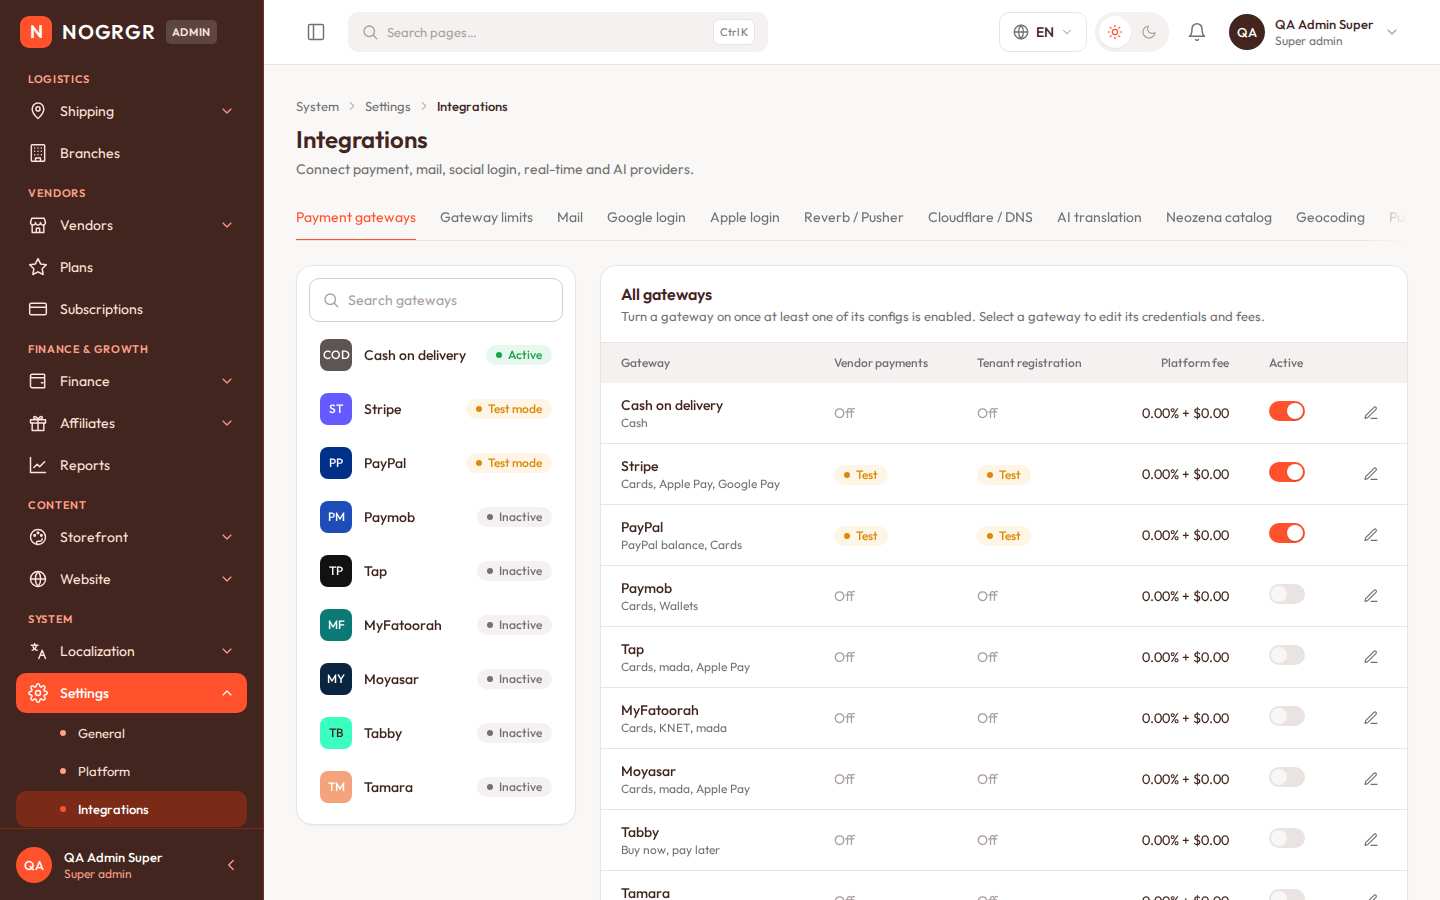 N NOGRGR ADMIN
LOGISTICS
Shipping
Branches
VENDORS
Vendors
Plans
Subscriptions
FINANCE & GROWTH
Finance
Affiliates
Reports
CONTENT
Storefront
Website
SYSTEM
Localization
Settings
General
Platform
Integrations
QA QA Admin Super
Super admin
Search pages... Ctrl K
EN
QA QA Admin Super
Super admin
System > Settings > Integrations
Integrations
Connect payment, mail, social login, real-time and AI providers.
Payment gateways Gateway limits Mail Google login Apple login Reverb / Pusher Cloudflare / DNS AI translation Neozena catalog Geocoding
Search gateways
COD Cash on delivery Active
ST Stripe Test mode
PP PayPal Test mode
PM Paymob Inactive
TP Tap Inactive
MF MyFatoorah Inactive
MY Moyasar Inactive
TB Tabby Inactive
TM Tamara Inactive
All gateways
Turn a gateway on once at least one of its configs is enabled. Select a gateway to edit its credentials and fees.
Gateway Vendor payments Tenant registration Platform fee Active
Cash on delivery
Cash
Off Off 0.00% + $0.00
Stripe
Cards, Apple Pay, Google Pay
Test Test 0.00% + $0.00
PayPal
PayPal balance, Cards
Test Test 0.00% + $0.00
Paymob
Cards, Wallets
Off Off 0.00% + $0.00
Tap
Cards, mada, Apple Pay
Off Off 0.00% + $0.00
MyFatoorah
Cards, KNET, mada
Off Off 0.00% + $0.00
Moyasar
Cards, mada, Apple Pay
Off Off 0.00% + $0.00
Tabby
Buy now, pay later
Off Off 0.00% + $0.00
Tamara
Off Off 0.00% + $0.00